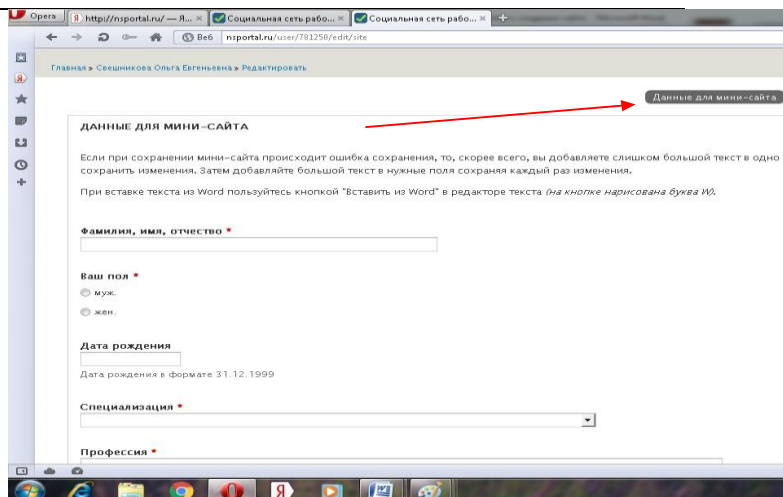 Opera
http://nsportal.ru/ — Я...
Социальная сеть рабо...
Социальная сеть рабо...
Веб nsportal.ru/user/781250/edit/site
Главная » Свешникова Ольга Евгеньевна » Редактировать
Данные для мини-сайта
ДАННЫЕ ДЛЯ МИНИ-САЙТА
Если при сохранении мини-сайта происходит ошибка сохранения, то, скорее всего, вы добавляете слишком большой текст в одно
сохранить изменения. Затем добавляйте большой текст в нужные поля сохраняя каждый раз изменения.
При вставке текста из Word пользуйтесь кнопкой "Вставить из Word" в редакторе текста (на кнопке нарисована буква W).
Фамилия, имя, отчество *
Ваш пол *
муж.
жен.
Дата рождения
Дата рождения в формате 31.12.1999
Специализация *
Профессия *